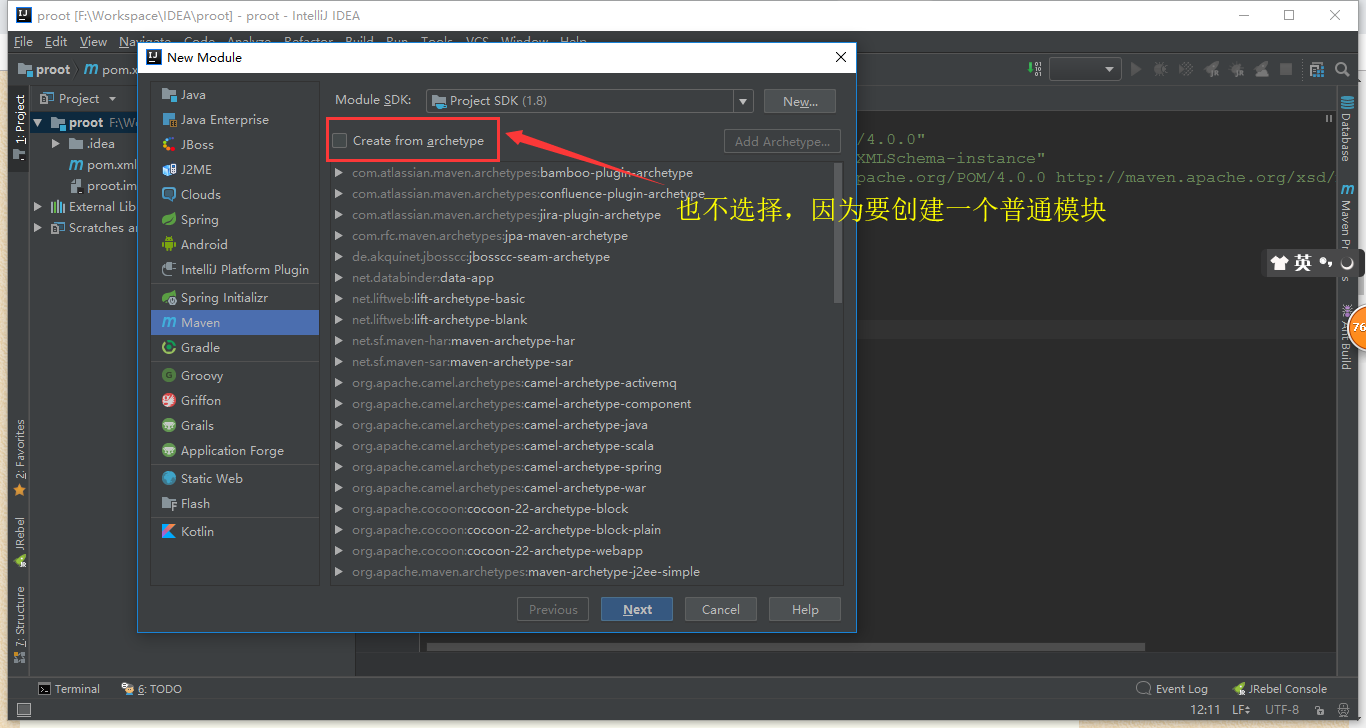 proot [F:\Workspace\IDEA\proot] - proot - IntelliJ IDEA
File Edit View Navigate Code Analyze Refactor Build Run Tools VCS Window Help
proot
pom.x
New Module
1: Project
Project
proot F:\W
.idea
pom.xml
proot.im
External Lib
Scratches an
2: Favorites
JRebel
7: Structure
Java
Java Enterprise
JBoss
J2ME
Clouds
Spring
Android
IntelliJ Platform Plugin
Spring Initializr
Maven
Gradle
Groovy
Griffon
Grails
Application Forge
Static Web
Flash
Kotlin
Module SDK: Project SDK (1.8) New...
Create from archetype Add Archetype...
com.atlassian.maven.archetypes:bamboo-plugin-archetype
com.atlassian.maven.archetypes:confluence-plugin-archetype
com.atlassian.maven.archetypes:jira-plugin-archetype
com.rfc.maven.archetypes:jpa-maven-archetype
de.akquinet.jbosscc:jbosscc-seam-archetype
net.databinder:data-app
net.liftweb:lift-archetype-basic
net.liftweb:lift-archetype-blank
net.sf.maven-har:maven-archetype-har
net.sf.maven-sar:maven-archetype-sar
org.apache.camel.archetypes:camel-archetype-activemq
org.apache.camel.archetypes:camel-archetype-component
org.apache.camel.archetypes:camel-archetype-java
org.apache.camel.archetypes:camel-archetype-scala
org.apache.camel.archetypes:camel-archetype-spring
org.apache.camel.archetypes:camel-archetype-war
org.apache.cocoon:cocoon-22-archetype-block
org.apache.cocoon:cocoon-22-archetype-block-plain
org.apache.cocoon:cocoon-22-archetype-webapp
org.apache.maven.archetypes:maven-archetype-j2ee-simple
Previous Next Cancel Help
/4.0.0"
XMLSchema-instance"
pache.org/POM/4.0.0 http://maven.apache.org/xsd/
也不选择，因为要创建一个普通模块
英
76
Database
Maven Pro
s
Ant Build
Terminal
6: TODO
Event Log
JRebel Console
12:11 LF UTF-8